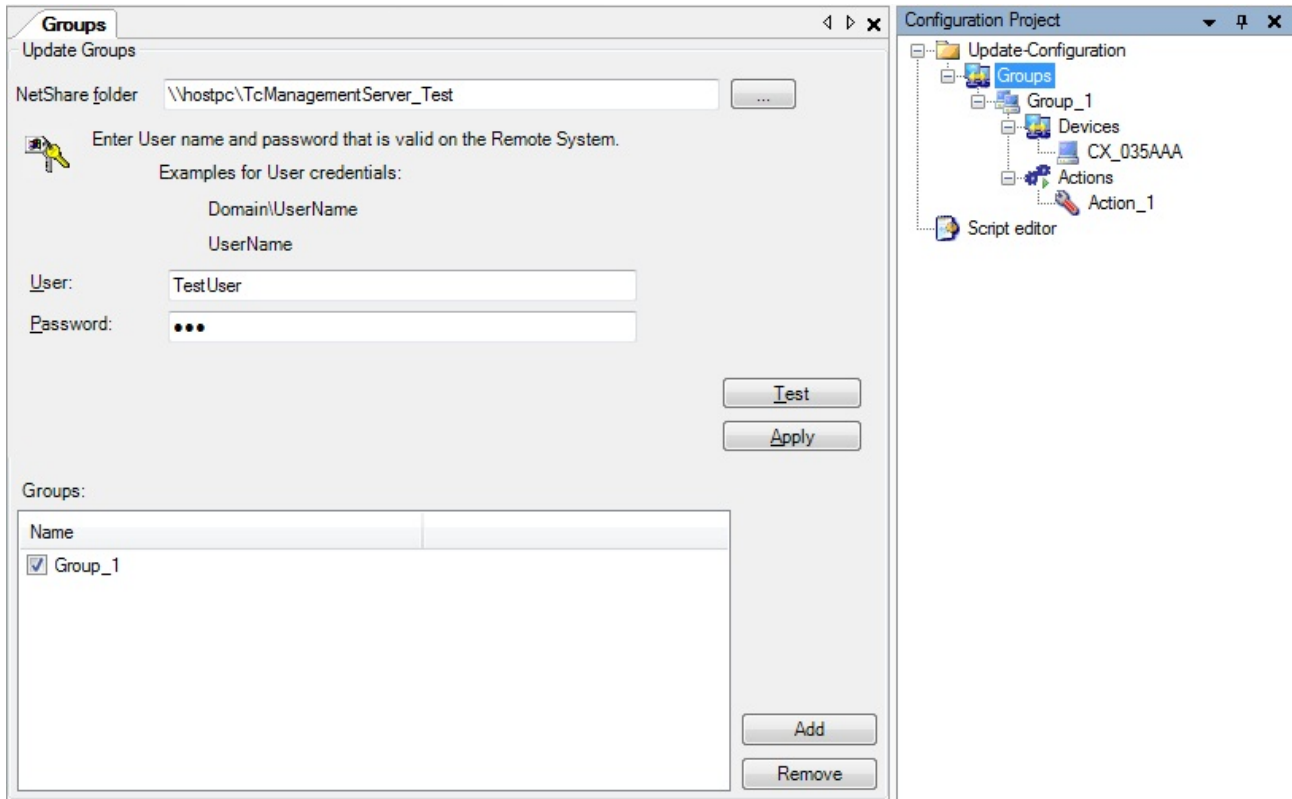 Groups
Update Groups
NetShare folder \\hostpc\TcManagementServer_Test ...
Enter User name and password that is valid on the Remote System.
Examples for User credentials:
Domain\UserName
UserName
User: TestUser
Password: ●●●
Test
Apply
Groups:
Name
Group_1
Add
Remove
Configuration Project
Update-Configuration
Groups
Group_1
Devices
CX_035AAA
Actions
Action_1
Script editor